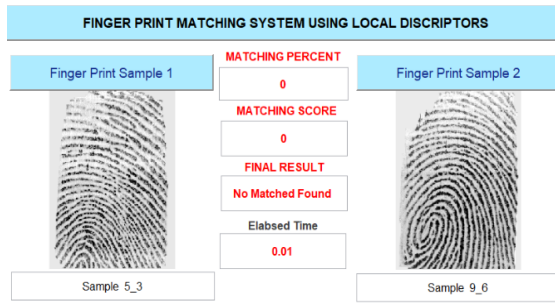 FINGER PRINT MATCHING SYSTEM USING LOCAL DISCRIPTORS
Finger Print Sample 1
MATCHING PERCENT
0
MATCHING SCORE
0
FINAL RESULT
No Matched Found
Elabsed Time
0.01
Finger Print Sample 2
Sample 5_3
Sample 9_6